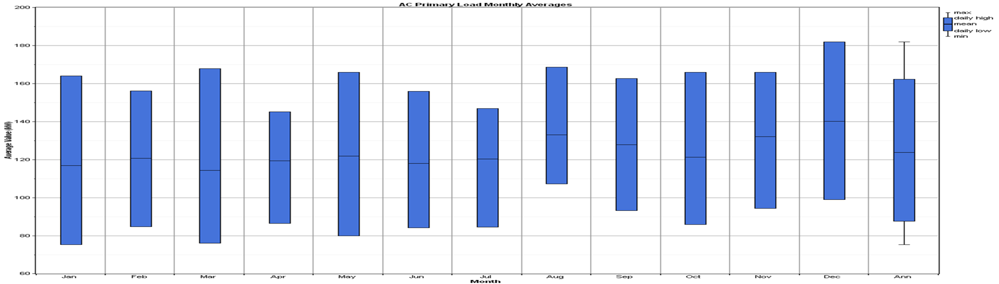 AC Primary Load Monthly Averages
200
180
160
140
120
100
80
60
Average Value (kW)
Jan Feb Mar Apr May Jun Jul Aug Sep Oct Nov Dec Ann
Month
max
daily high
mean
daily low
min